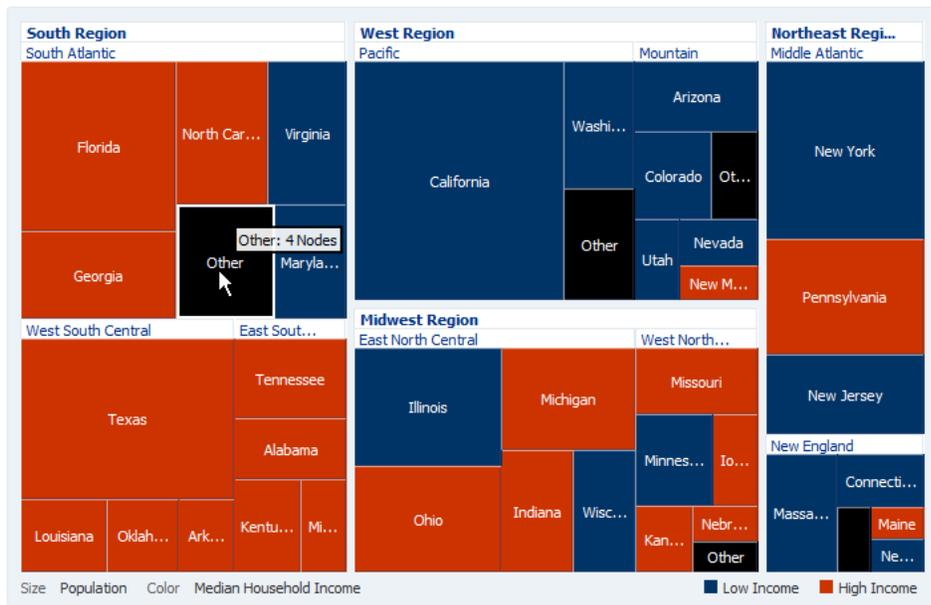 South Region
South Atlantic
Florida
North Car...
Virginia
Georgia
Other
Other: 4 Nodes
Maryla...
West South Central
East Sout...
Texas
Tennessee
Alabama
Louisiana
Oklah...
Ark...
Kentu...
Mi...
West Region
Pacific
Mountain
California
Washi...
Other
Arizona
Colorado
Ot...
Utah
Nevada
New M...
Midwest Region
East North Central
West North...
Illinois
Michigan
Ohio
Indiana
Wisc...
Missouri
Minnes...
Io...
Kan...
Nebr...
Other
Northeast Regi...
Middle Atlantic
New York
Pennsylvania
New Jersey
New England
Massa...
Connecti...
Maine
Ne...
Size Population Color Median Household Income
Low Income High Income